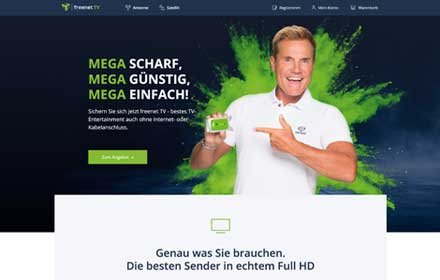 freenet TV
Antenne Satellit
Registrieren Mein Konto Warenkorb
MEGA SCHARF,
MEGA GÜNSTIG,
MEGA EINFACH!
Sichern Sie sich jetzt freenet TV - bestes TV-
Entertainment auch ohne Internet- oder
Kabelanschluss.
Zum Angebot
Genau was Sie brauchen.
Die besten Sender in echtem Full HD